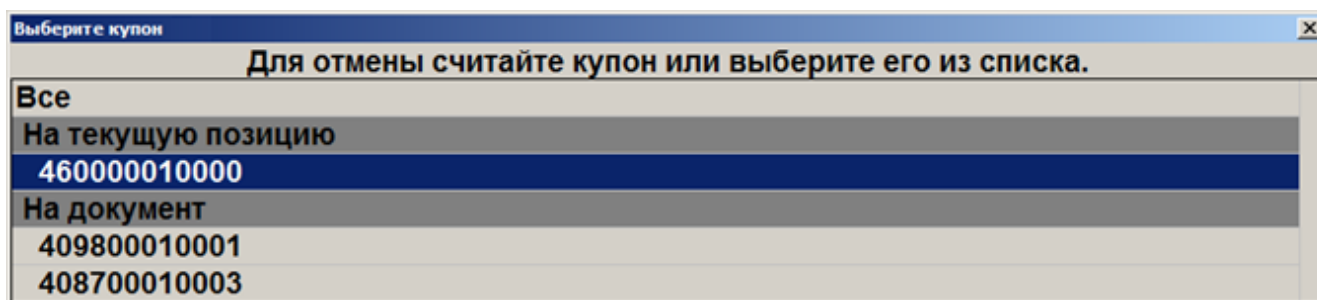 Выберите купон
Для отмены считайте купон или выберите его из списка.
Все
На текущую позицию
460000010000
На документ
409800010001
408700010003